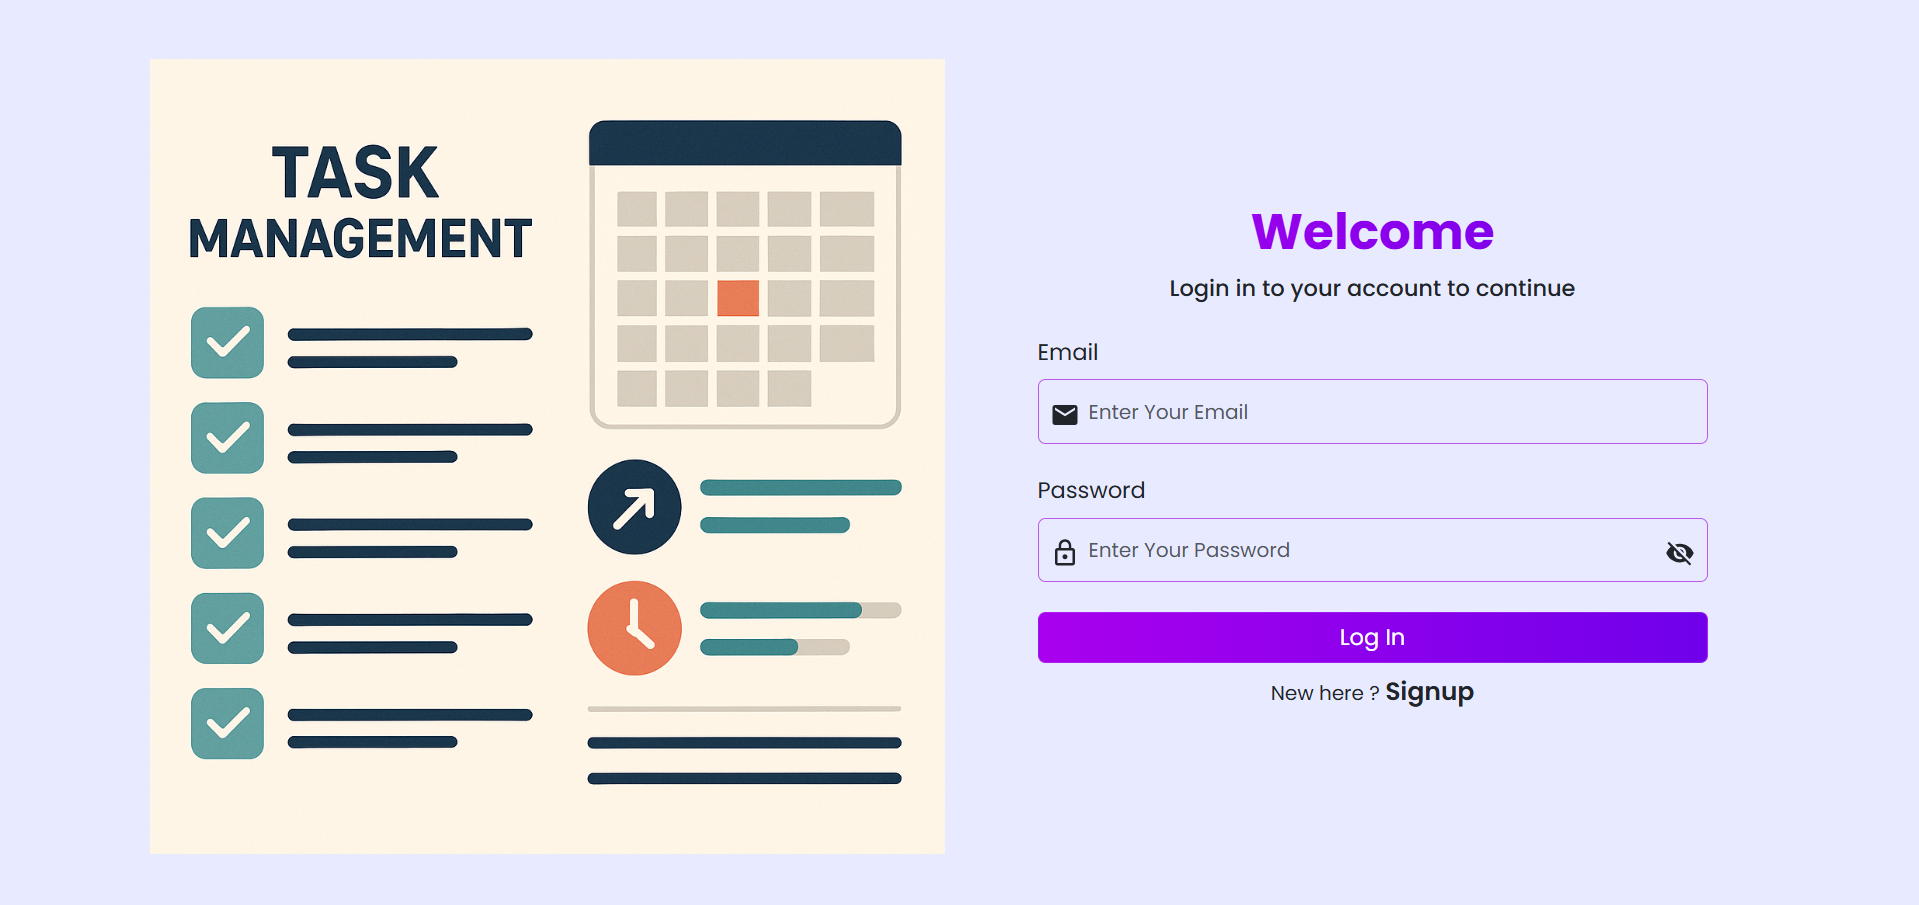 TASK
MANAGEMENT
Welcome
Login in to your account to continue
Email
Enter Your Email
Password
Enter Your Password
Log In
New here ? Signup